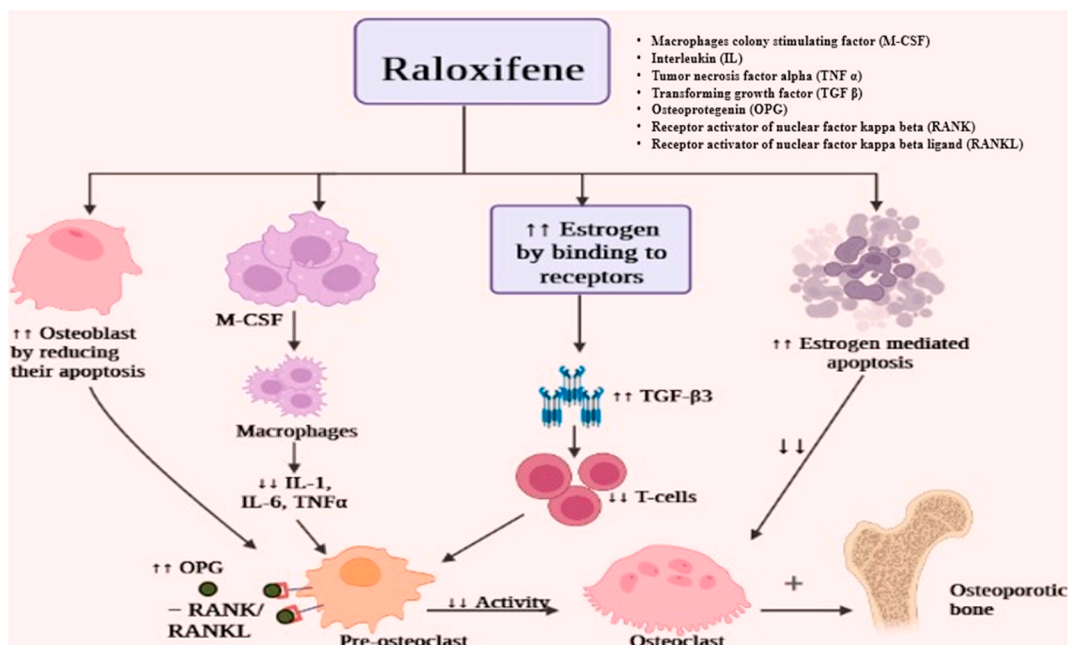 Raloxifene
• Macrophages colony stimulating factor (M-CSF)
• Interleukin (IL)
• Tumor necrosis factor alpha (TNF α)
• Transforming growth factor (TGF β)
• Osteoprotegenin (OPG)
• Receptor activator of nuclear factor kappa beta (RANK)
• Receptor activator of nuclear factor kappa beta ligand (RANKL)
↑↑ Osteoblast
by reducing
their apoptosis
M-CSF
Macrophages
↓↓ IL-1,
IL-6, TNFα
↑↑ Estrogen
by binding to
receptors
↑↑ TGF-β3
↓↓ T-cells
↑↑ Estrogen mediated
apoptosis
↓↓
↑↑ OPG
– RANK/
RANKL
Pre-osteoclast
↓↓ Activity
Osteoclast
+
Osteoporotic
bone